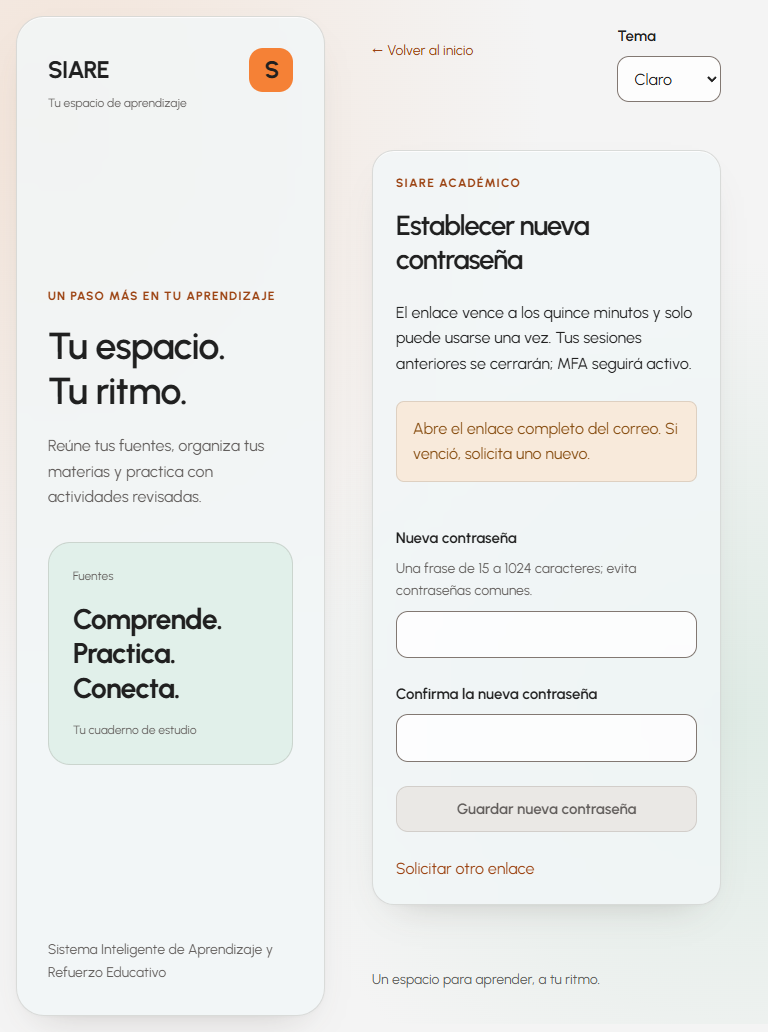 SIARE
S
Tu espacio de aprendizaje
UN PASO MÁS EN TU APRENDIZAJE
Tu espacio.
Tu ritmo.
Reúne tus fuentes, organiza tus
materias y practica con
actividades revisadas.
Fuentes
Comprende.
Practica.
Conecta.
Tu cuaderno de estudio
Sistema Inteligente de Aprendizaje y
Refuerzo Educativo
← Volver al inicio
Tema
Claro
SIARE ACADÉMICO
Establecer nueva
contraseña
El enlace vence a los quince minutos y solo
puede usarse una vez. Tus sesiones
anteriores se cerrarán; MFA seguirá activo.
Abre el enlace completo del correo. Si
venció, solicita uno nuevo.
Nueva contraseña
Una frase de 15 a 1024 caracteres; evita
contraseñas comunes.
Confirma la nueva contraseña
Guardar nueva contraseña
Solicitar otro enlace
Un espacio para aprender, a tu ritmo.